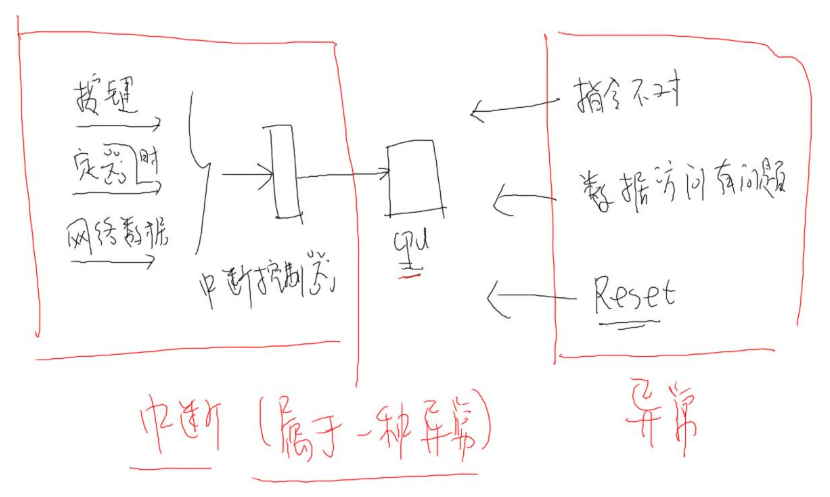 按键
定时器
网络数据
中断控制器
CPU
指令不对
数据访问有问题
Reset
中断(属于一种异常)
异常